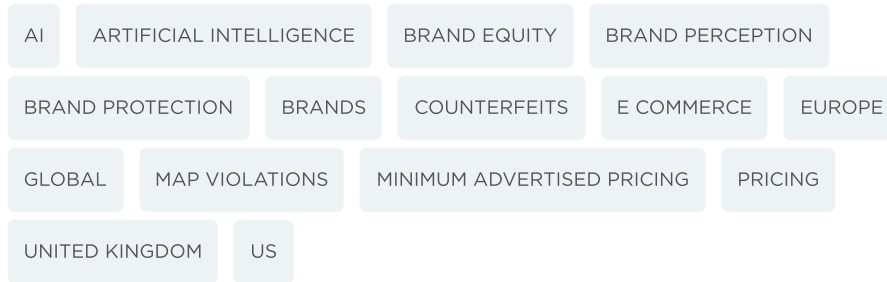 AI ARTIFICIAL INTELLIGENCE BRAND EQUITY BRAND PERCEPTION
BRAND PROTECTION BRANDS COUNTERFEITS E COMMERCE EUROPE
GLOBAL MAP VIOLATIONS MINIMUM ADVERTISED PRICING PRICING
UNITED KINGDOM US